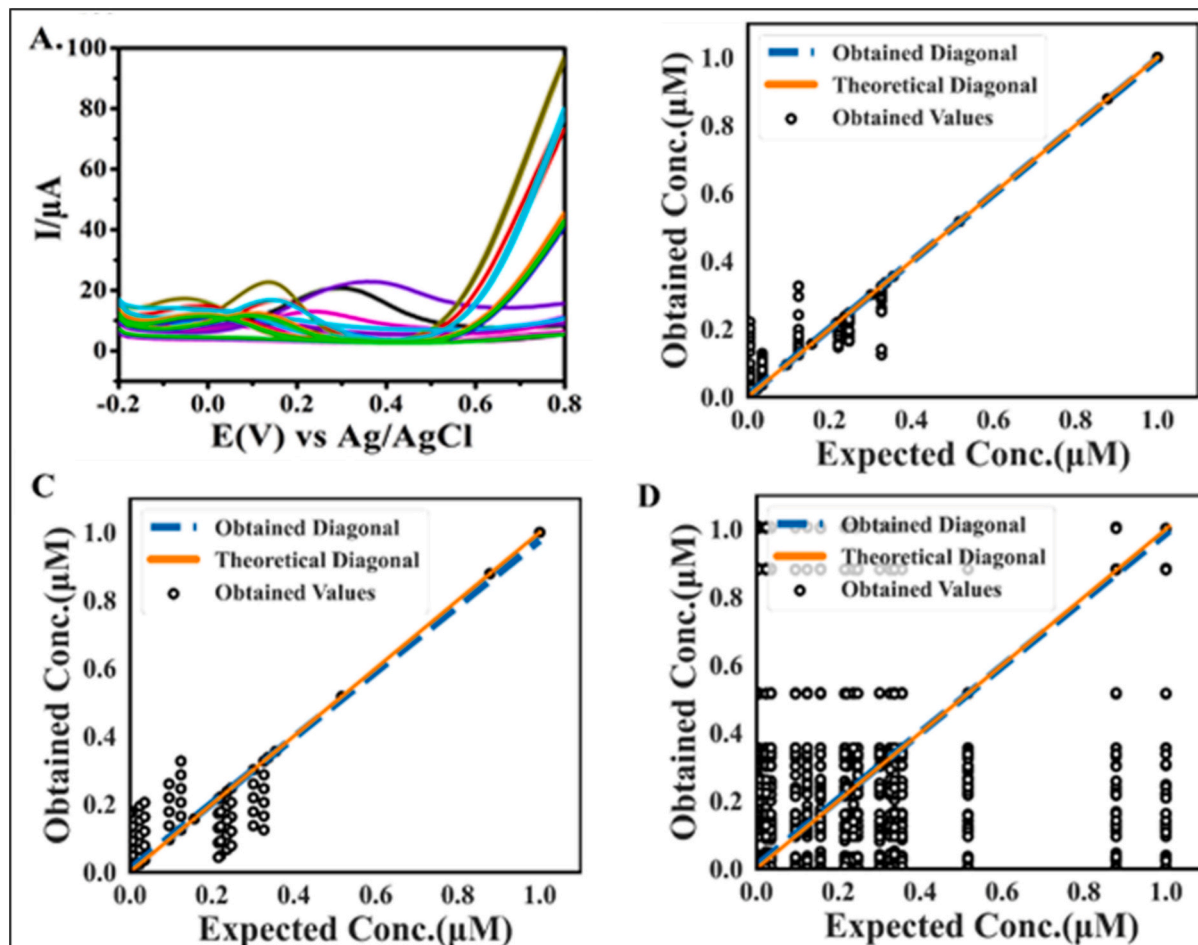 A.
100
80
60
40
20
0
I/µA
-0.2
0.0
0.2
0.4
0.6
0.8
E(V) vs Ag/AgCl
Obtained Diagonal
Theoretical Diagonal
Obtained Values
1.0
0.8
0.6
0.4
0.2
0.0
Obtained Conc.(µM)
0.0
0.2
0.4
0.6
0.8
1.0
Expected Conc.(µM)
C
Obtained Diagonal
Theoretical Diagonal
Obtained Values
1.0
0.8
0.6
0.4
0.2
0.0
Obtained Conc.(µM)
0.0
0.2
0.4
0.6
0.8
1.0
Expected Conc.(µM)
D
Obtained Diagonal
Theoretical Diagonal
Obtained Values
1.0
0.8
0.6
0.4
0.2
0.0
Obtained Conc.(µM)
0.0
0.2
0.4
0.6
0.8
1.0
Expected Conc.(µM)